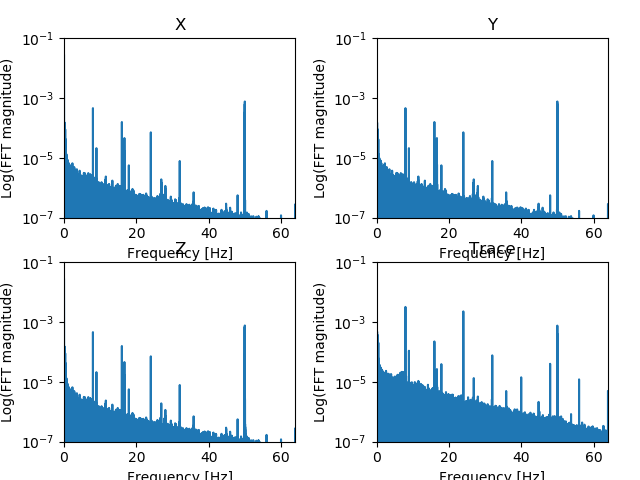 X
Y
Log(FFT magnitude)
10⁻¹
10⁻³
10⁻⁵
10⁻⁷
0
20
40
60
Frequency [Hz]
Log(FFT magnitude)
10⁻¹
10⁻³
10⁻⁵
10⁻⁷
0
20
40
60
Frequency [Hz]
Z
Trace
Log(FFT magnitude)
10⁻¹
10⁻³
10⁻⁵
10⁻⁷
0
20
40
60
Frequency [Hz]
Log(FFT magnitude)
10⁻¹
10⁻³
10⁻⁵
10⁻⁷
0
20
40
60
Frequency [Hz]